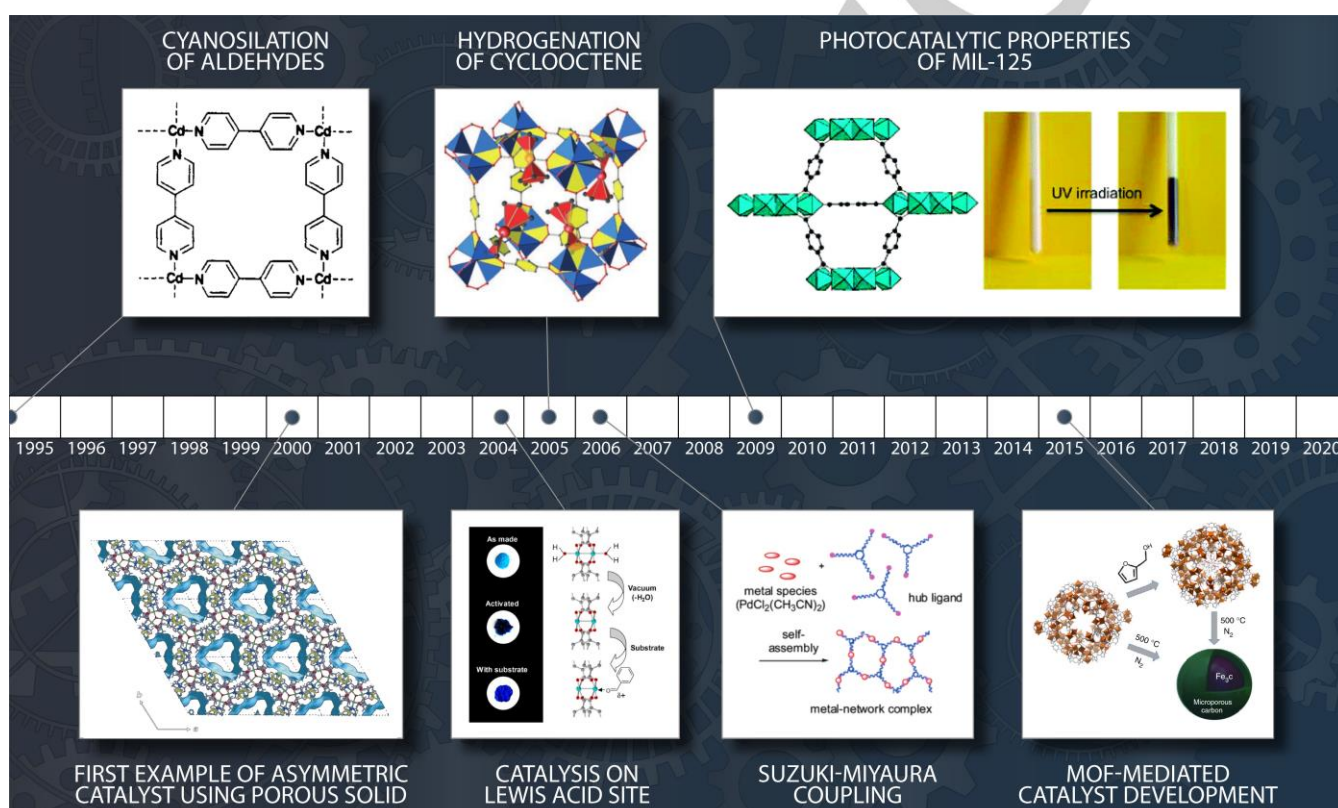 CYANOSILATION
OF ALDEHYDES
HYDROGENATION
OF CYCLOOCTENE
PHOTOCATALYTIC PROPERTIES
OF MIL-125
Cd N N Cd
N N
N N
Cd N N Cd
UV irradiation
1995 1996 1997 1998 1999 2000 2001 2002 2003 2004 2005 2006 2007 2008 2009 2010 2011 2012 2013 2014 2015 2016 2017 2018 2019 2020
As made
Activated
With substrate
H H
H H
Vacuum
(-H₂O)
Substrate
δ+
metal species
(PdCl₂(CH₃CN)₂)
+
hub ligand
self-
assembly
metal-network complex
OH
O
500 °C
N₂
500 °C
N₂
Fe₃c
Microporous
carbon
FIRST EXAMPLE OF ASYMMETRIC
CATALYST USING POROUS SOLID
CATALYSIS ON
LEWIS ACID SITE
SUZUKI-MIYAURA
COUPLING
MOF-MEDIATED
CATALYST DEVELOPMENT